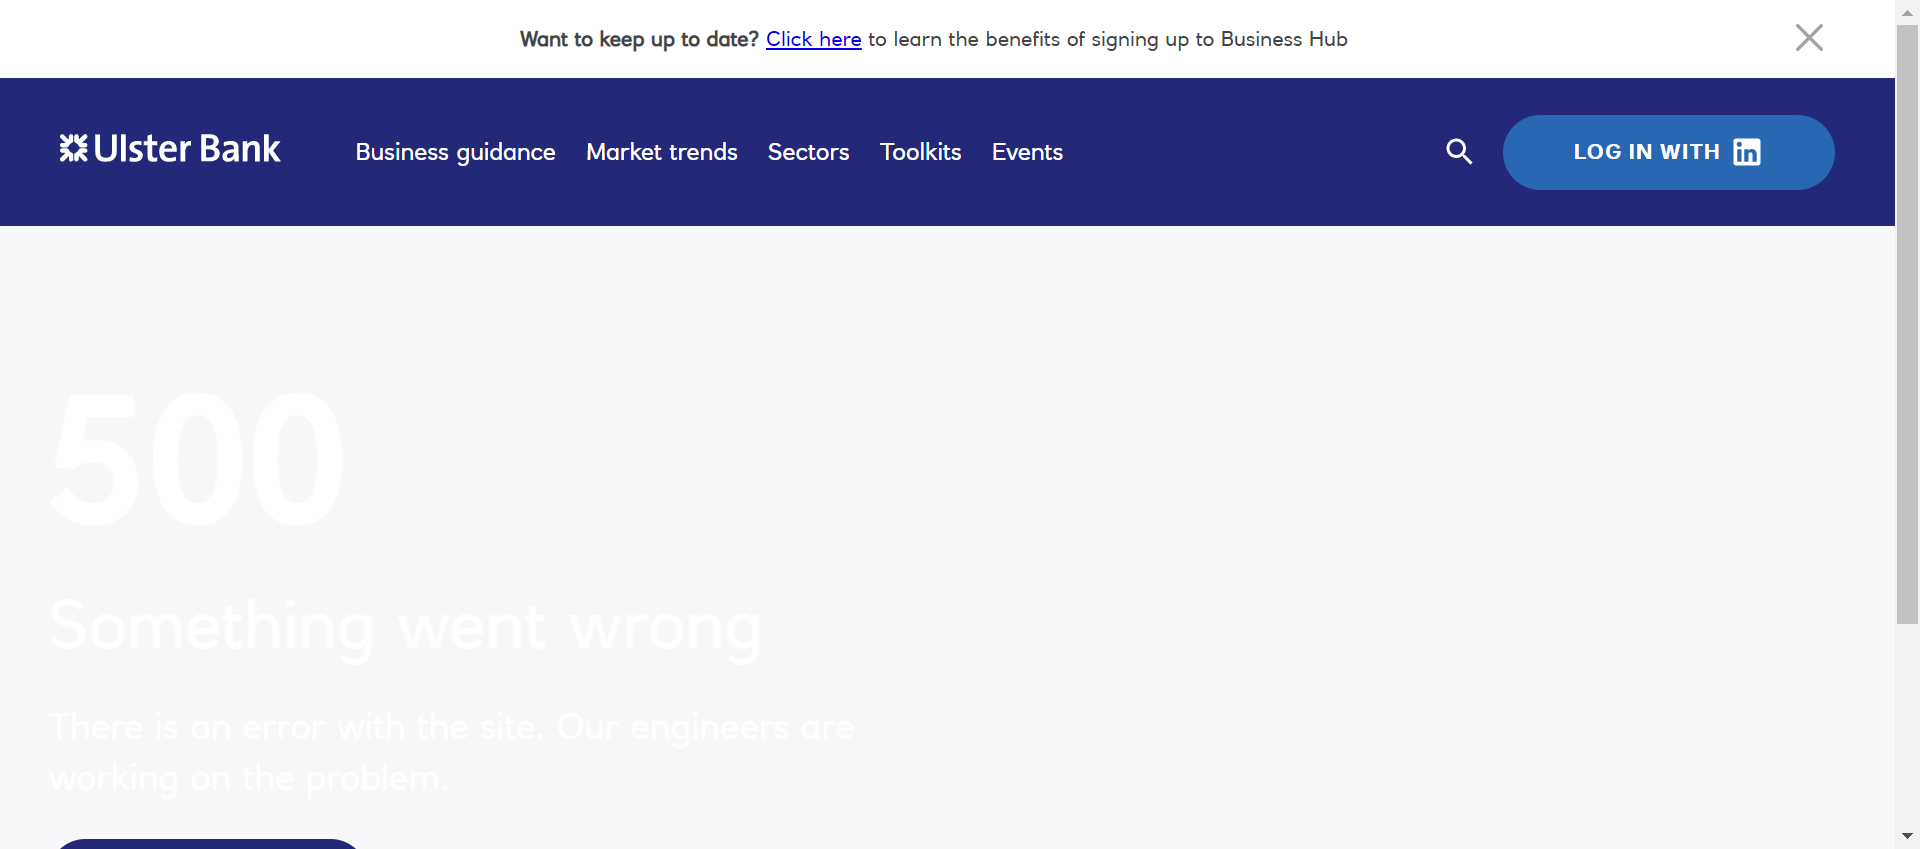 Want to keep up to date? Click here to learn the benefits of signing up to Business Hub
Ulster Bank
Business guidance
Market trends
Sectors
Toolkits
Events
LOG IN WITH in
500
Something went wrong
There is an error with the site. Our engineers are
working on the problem.